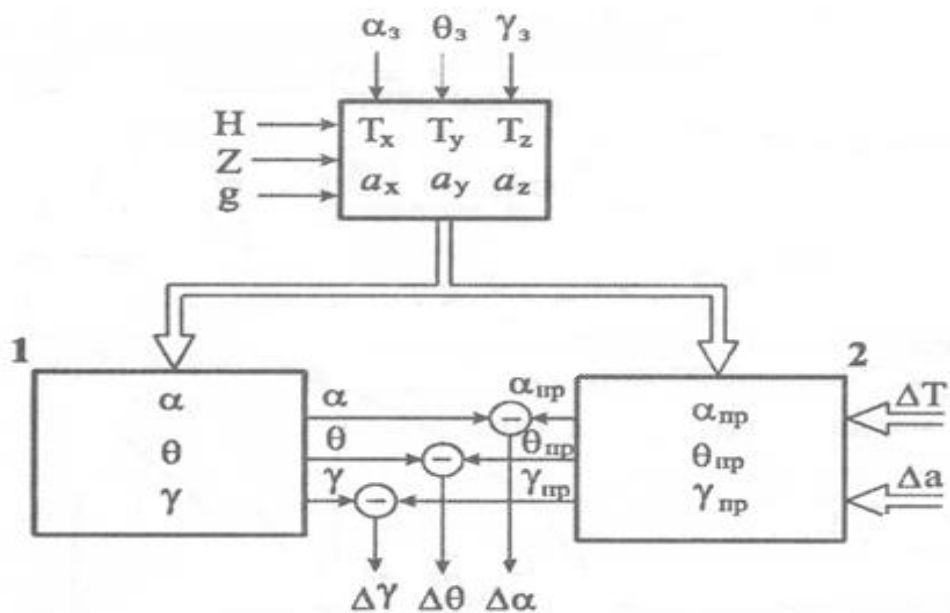 α₃ θ₃ γ₃
H
Z
g
Tx Ty Tz
ax ay az
1
2
α
θ
γ
α
θ
γ
αпр
θпр
γпр
αпр
θпр
γпр
ΔT
Δa
Δγ Δθ Δα